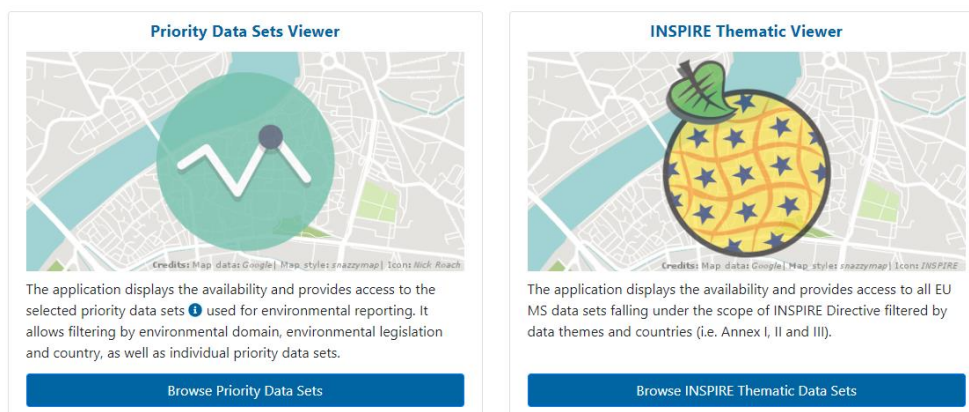 Priority Data Sets Viewer
Credits: Map data: Google| Map style: snazzymap| Icon: Nick Roach
The application displays the availability and provides access to the
selected priority data sets i used for environmental reporting. It
allows filtering by environmental domain, environmental legislation
and country, as well as individual priority data sets.
Browse Priority Data Sets
INSPIRE Thematic Viewer
Credits: Map data: Google| Map style: snazzymap| Icon: INSPIRE
The application displays the availability and provides access to all EU
MS data sets falling under the scope of INSPIRE Directive filtered by
data themes and countries (i.e. Annex I, II and III).
Browse INSPIRE Thematic Data Sets